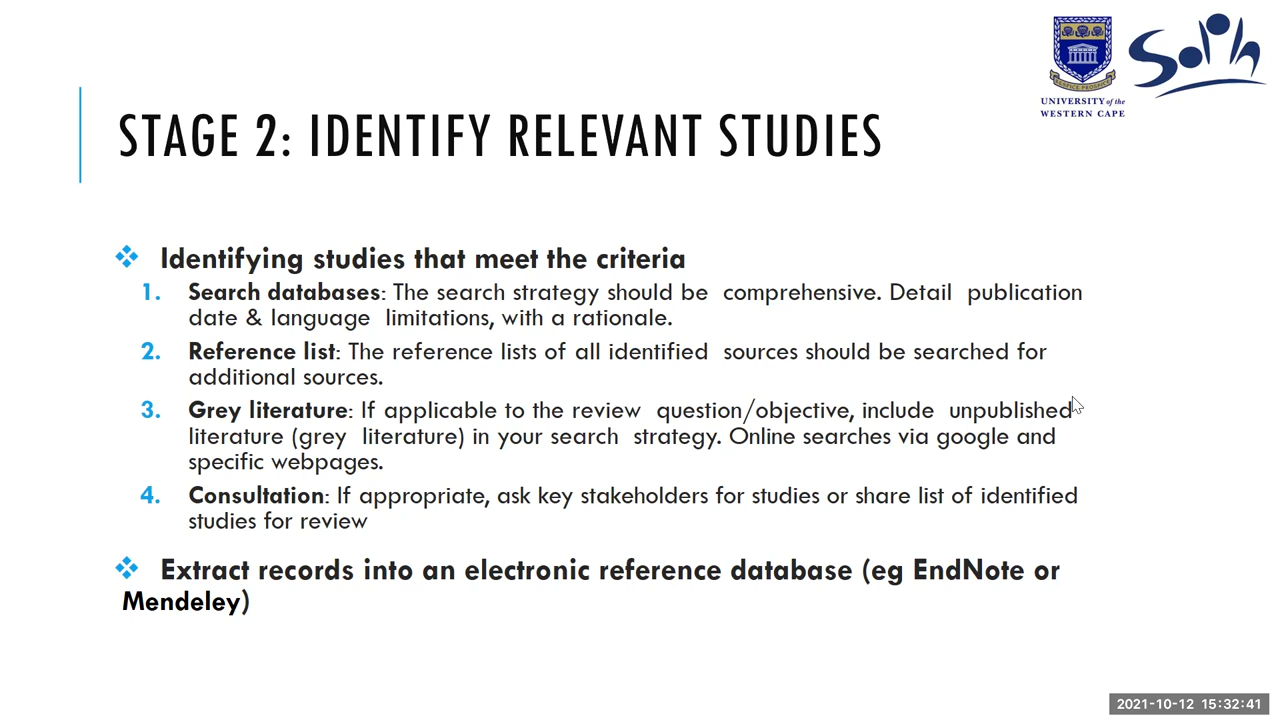 UNIVERSITY of the
WESTERN CAPE
SOPH
STAGE 2: IDENTIFY RELEVANT STUDIES
❖ Identifying studies that meet the criteria
1. Search databases: The search strategy should be comprehensive. Detail publication
date & language limitations, with a rationale.
2. Reference list: The reference lists of all identified sources should be searched for
additional sources.
3. Grey literature: If applicable to the review question/objective, include unpublished
literature (grey literature) in your search strategy. Online searches via google and
specific webpages.
4. Consultation: If appropriate, ask key stakeholders for studies or share list of identified
studies for review
❖ Extract records into an electronic reference database (eg EndNote or
Mendeley)
2021-10-12 15:32:41